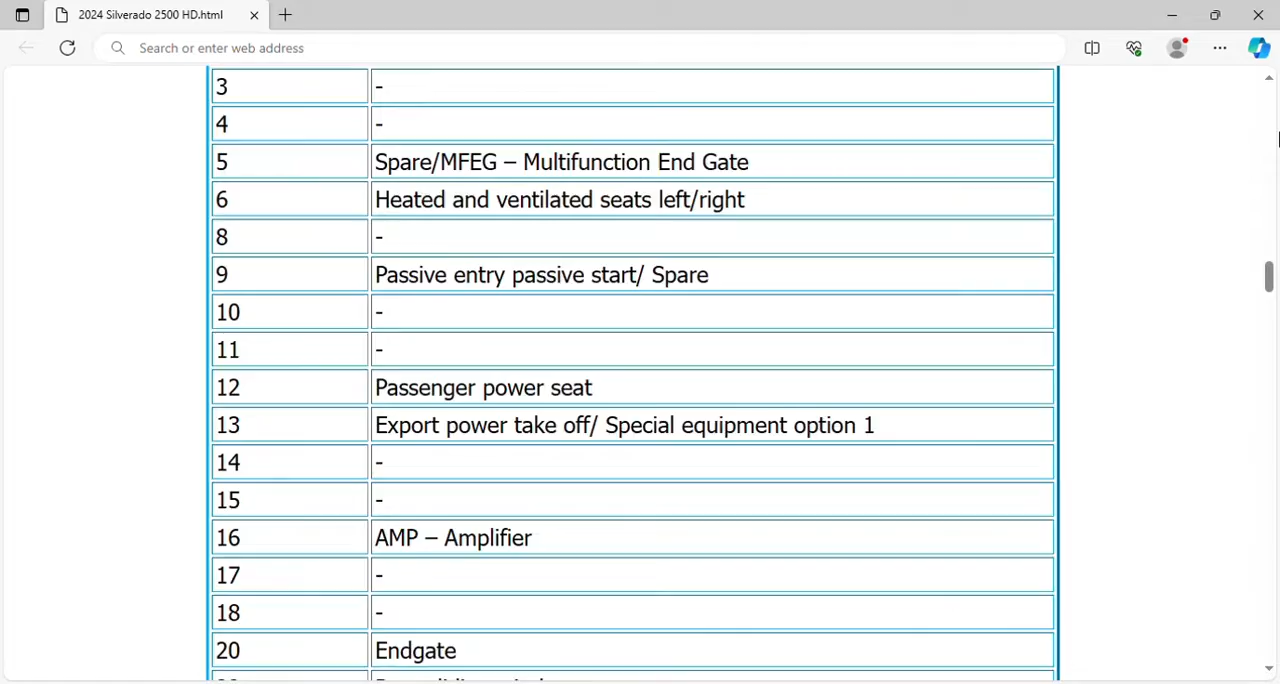 2024 Silverado 2500 HD.html
Search or enter web address
3 -
4 -
5 Spare/MFEG – Multifunction End Gate
6 Heated and ventilated seats left/right
8 -
9 Passive entry passive start/ Spare
10 -
11 -
12 Passenger power seat
13 Export power take off/ Special equipment option 1
14 -
15 -
16 AMP – Amplifier
17 -
18 -
20 Endgate